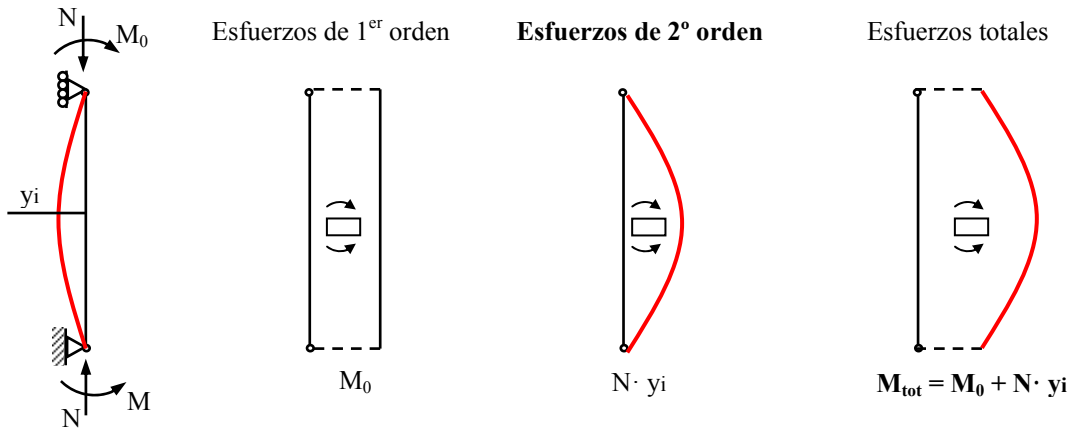 N
M₀
yi
N
M
Esfuerzos de 1er orden
M₀
Esfuerzos de 2º orden
N· yi
Esfuerzos totales
Mtot = M₀ + N· yi